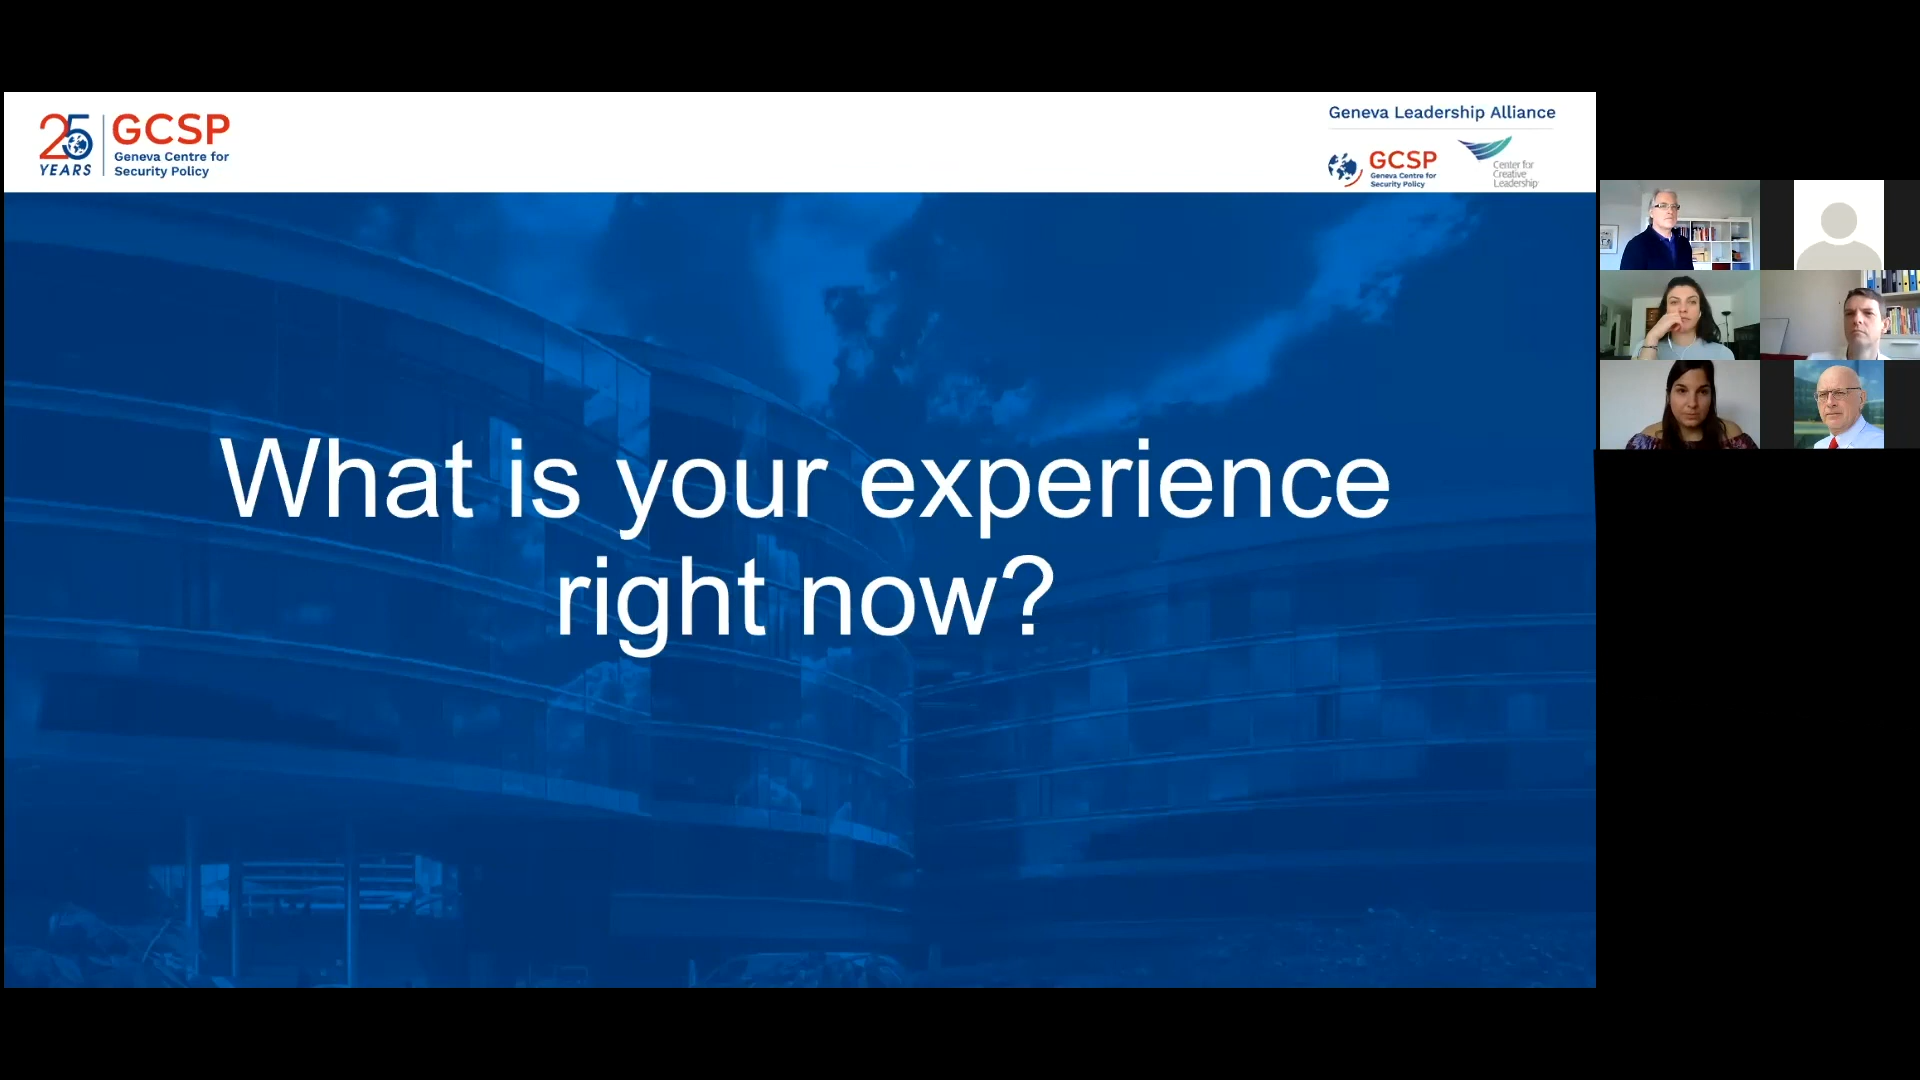 25
YEARS
GCSP
Geneva Centre for
Security Policy
Geneva Leadership Alliance
GCSP
Geneva Centre for
Security Policy
Center for
Creative
Leadership
What is your experience
right now?